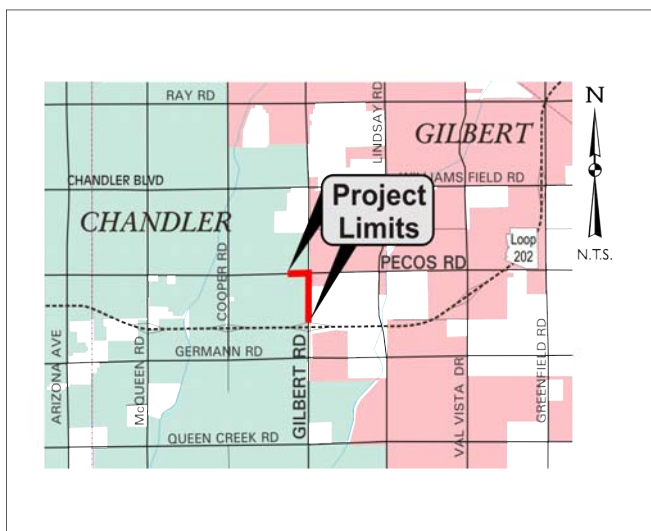 RAY RD
LINDSAY RD
GILBERT
N
CHANDLER BLVD
WILLIAMS FIELD RD
Project
Limits
CHANDLER
Loop
202
N.T.S.
COOPER RD
PECOS RD
ARIZONA AVE
McQUEEN RD
GERMANN RD
GILBERT RD
VAL VISTA DR
GREENFIELD RD
QUEEN CREEK RD